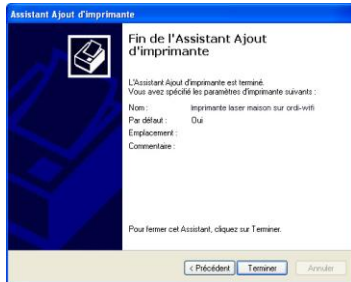 Assistant Ajout d'imprimante
Fin de l'Assistant Ajout
d'imprimante
L'Assistant Ajout d'imprimante est terminé.
Vous avez spécifié les paramètres d'imprimante suivants :
Nom : Imprimante laser maison sur ordi-wifi
Par défaut : Oui
Emplacement :
Commentaire :
Pour fermer cet Assistant, cliquez sur Terminer.
< Précédent Terminer Annuler